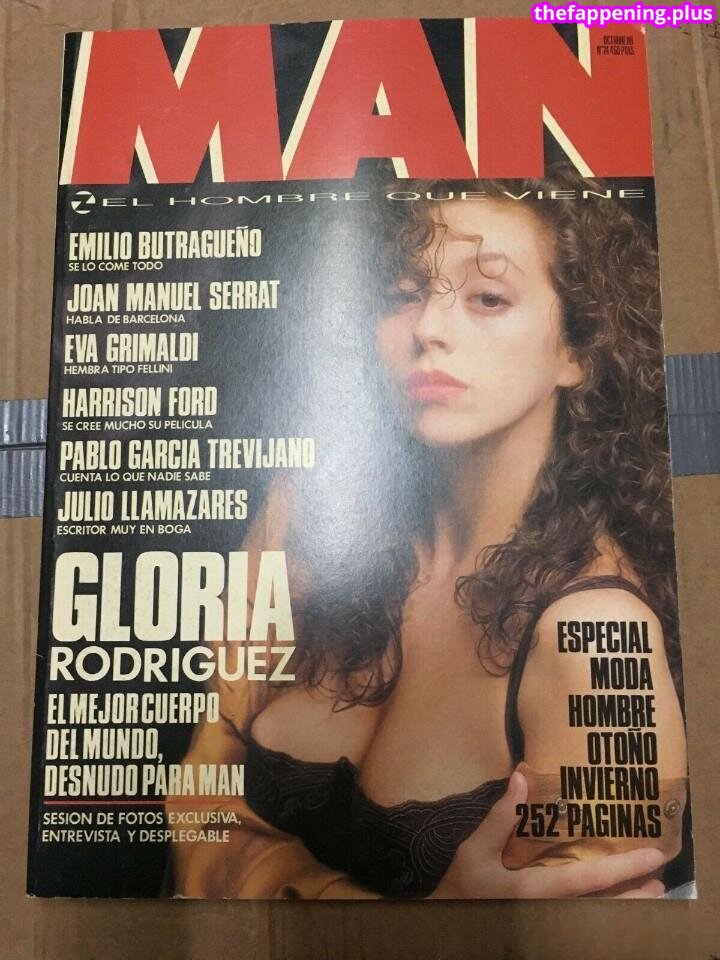 thefappening.plus
MAN
Nº24 450 PTAS.
Z EL HOMBRE QUE VIENE
EMILIO BUTRAGUEÑO
SE LO COME TODO
JOAN MANUEL SERRAT
HABLA DE BARCELONA
EVA GRIMALDI
HEMBRA TIPO FELLINI
HARRISON FORD
SE CREE MUCHO SU PELICULA
PABLO GARCIA TREVIJANO
CUENTA LO QUE NADIE SABE
JULIO LLAMAZARES
ESCRITOR MUY EN BOGA
GLORIA
RODRIGUEZ
EL MEJOR CUERPO
DEL MUNDO,
DESNUDO PARA MAN
SESION DE FOTOS EXCLUSIVA,
ENTREVISTA Y DESPLEGABLE
ESPECIAL
MODA
HOMBRE
OTOÑO
INVIERNO
252 PAGINAS